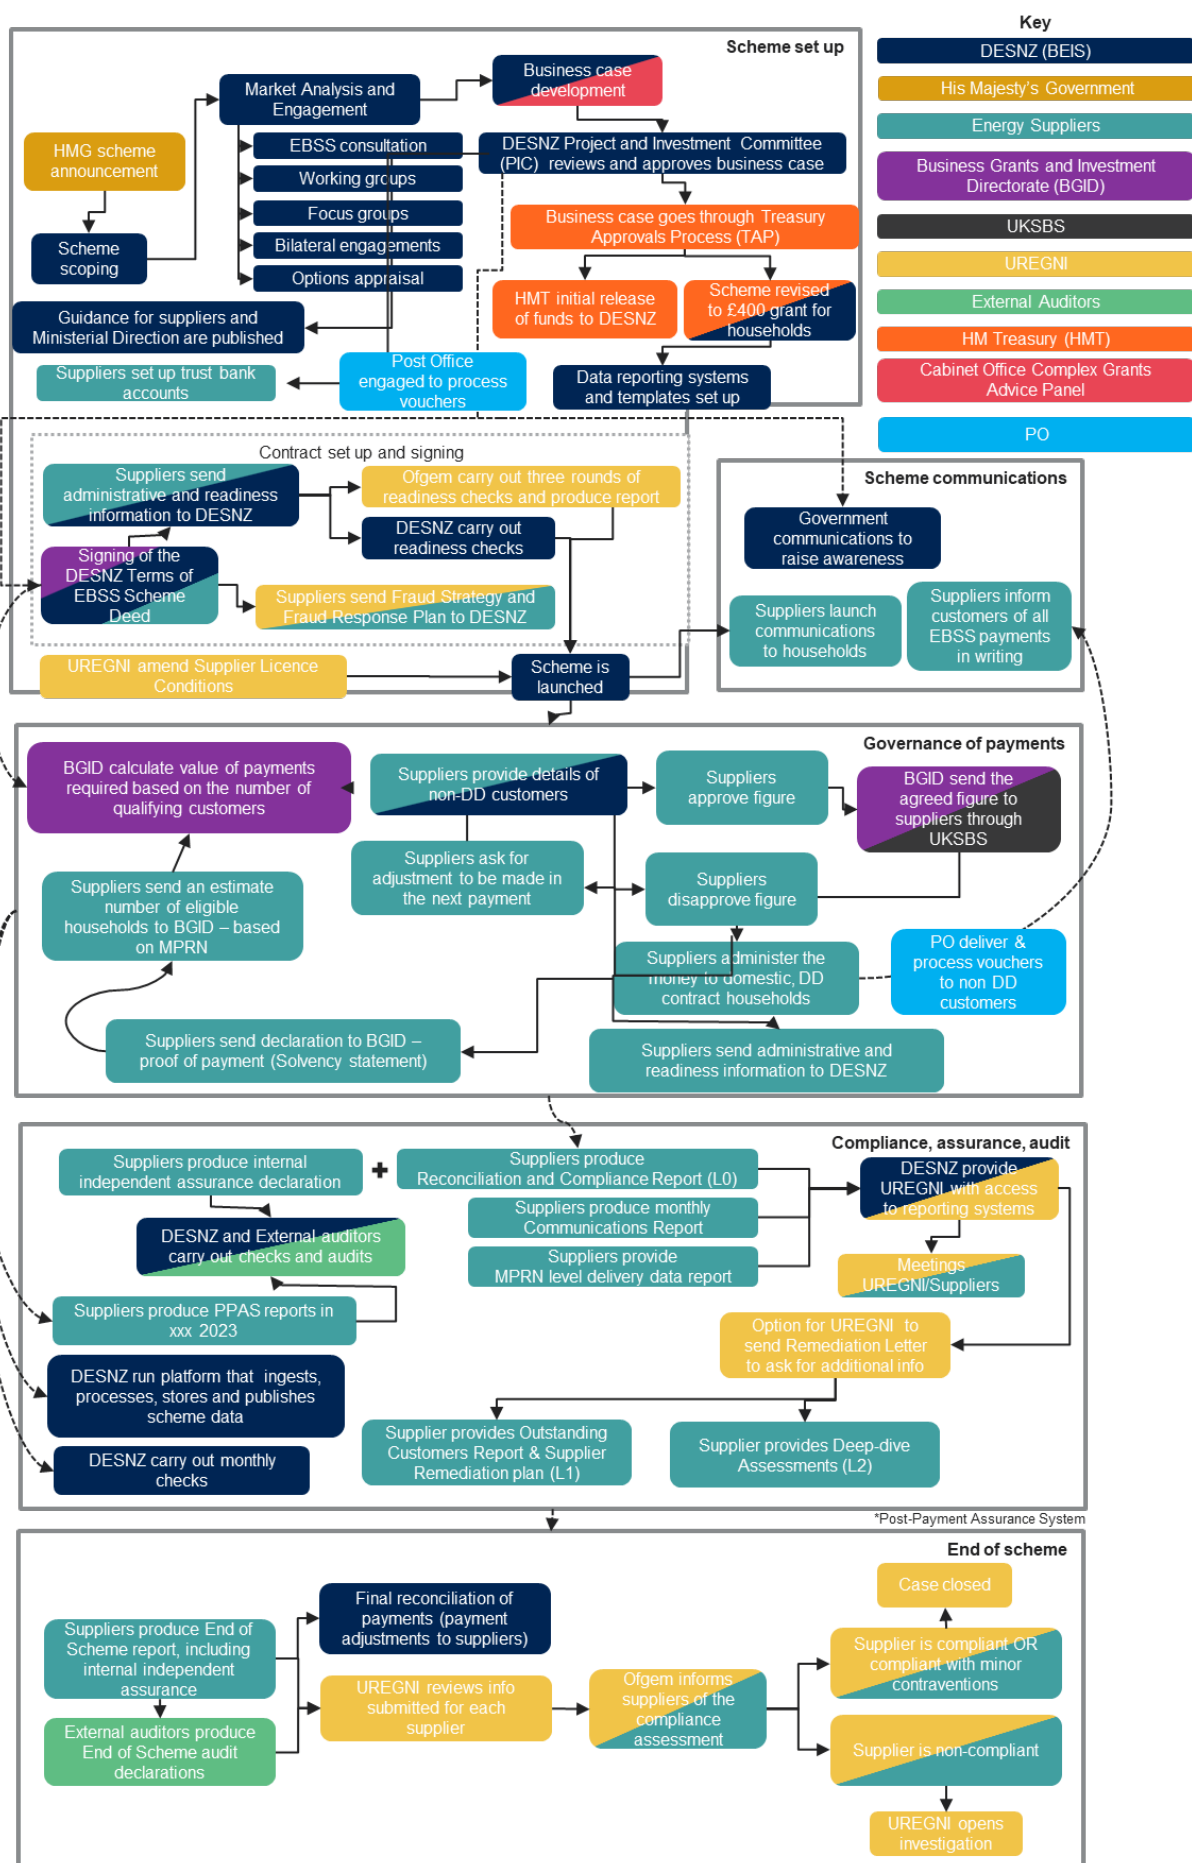 Key
DESNZ (BEIS)
His Majesty's Government
Energy Suppliers
Business Grants and Investment
Directorate (BGID)
UKSBS
UREGNI
External Auditors
HM Treasury (HMT)
Cabinet Office Complex Grants
Advice Panel
PO
Scheme set up
Market Analysis and
Engagement
Business case
development
HMG scheme
announcement
EBSS consultation
Working groups
Focus groups
Bilateral engagements
Options appraisal
DESNZ Project and Investment Committee
(PIC) reviews and approves business case
Scheme
scoping
Business case goes through Treasury
Approvals Process (TAP)
HMT initial release
of funds to DESNZ
Scheme revised
to £400 grant for
households
Guidance for suppliers and
Ministerial Direction are published
Suppliers set up trust bank
accounts
Post Office
engaged to process
vouchers
Data reporting systems
and templates set up
Contract set up and signing
Suppliers send
administrative and readiness
information to DESNZ
Ofgem carry out three rounds of
readiness checks and produce report
DESNZ carry out
readiness checks
Signing of the
DESNZ Terms of
EBSS Scheme
Deed
Suppliers send Fraud Strategy and
Fraud Response Plan to DESNZ
UREGNI amend Supplier Licence
Conditions
Scheme is
launched
Scheme communications
Government
communications to
raise awareness
Suppliers launch
communications
to households
Suppliers inform
customers of all
EBSS payments
in writing
Governance of payments
BGID calculate value of payments
required based on the number of
qualifying customers
Suppliers provide details of
non-DD customers
Suppliers
approve figure
BGID send the
agreed figure to
suppliers through
UKSBS
Suppliers ask for
adjustment to be made in
the next payment
Suppliers
disapprove figure
Suppliers send an estimate
number of eligible
households to BGID – based
on MPRN
Suppliers administer the
money to domestic, DD
contract households
PO deliver &
process vouchers
to non DD
customers
Suppliers send declaration to BGID –
proof of payment (Solvency statement)
Suppliers send administrative and
readiness information to DESNZ
Compliance, assurance, audit
Suppliers produce internal
independent assurance declaration
+
Suppliers produce
Reconciliation and Compliance Report (L0)
Suppliers produce monthly
Communications Report
Suppliers provide
MPRN level delivery data report
DESNZ provide
UREGNI with access
to reporting systems
DESNZ and External auditors
carry out checks and audits
Meetings
UREGNI/Suppliers
Suppliers produce PPAS reports in
xxx 2023
Option for UREGNI to
send Remediation Letter
to ask for additional info
DESNZ run platform that ingests,
processes, stores and publishes
scheme data
Supplier provides Outstanding
Customers Report & Supplier
Remediation plan (L1)
Supplier provides Deep-dive
Assessments (L2)
DESNZ carry out monthly
checks
*Post-Payment Assurance System
End of scheme
Case closed
Final reconciliation of
payments (payment
adjustments to suppliers)
Suppliers produce End of
Scheme report, including
internal independent
assurance
Supplier is compliant OR
compliant with minor
contraventions
UREGNI reviews info
submitted for each
supplier
Ofgem informs
suppliers of the
compliance
assessment
External auditors produce
End of Scheme audit
declarations
Supplier is non-compliant
UREGNI opens
investigation